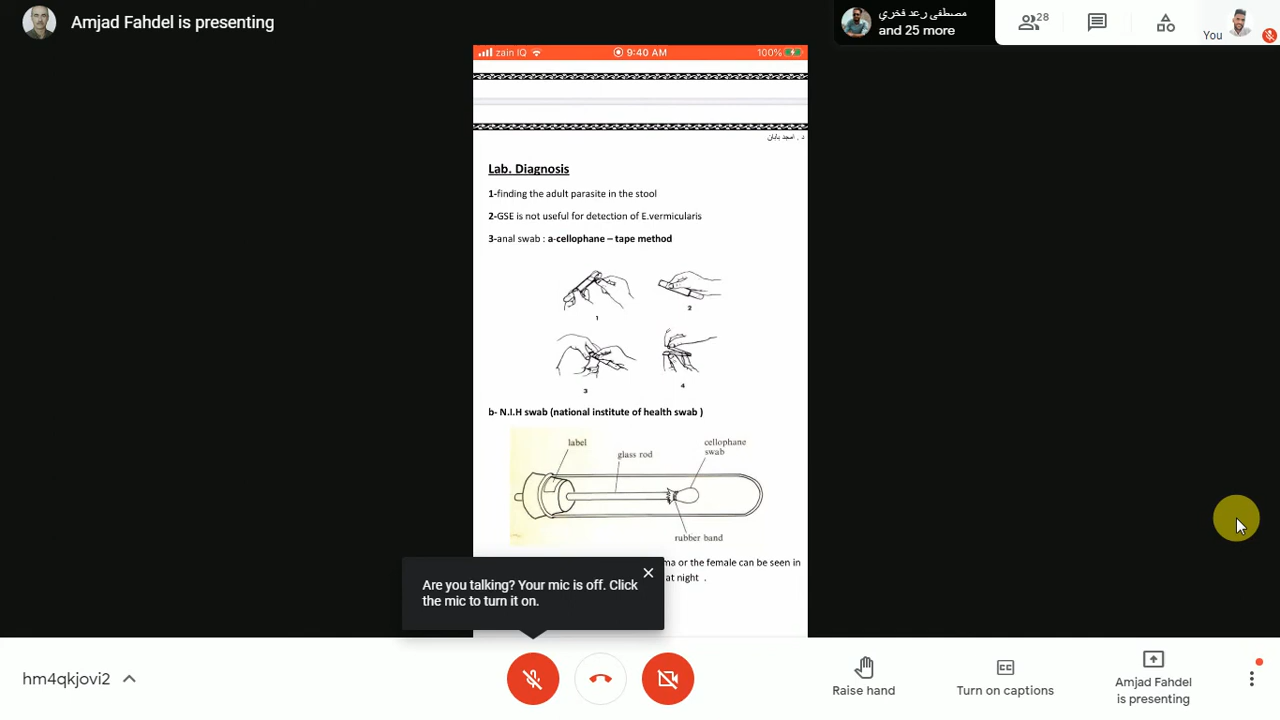 Amjad Fahdel is presenting
مصطفى رعد فخري
and 25 more
28
You
zain IQ
9:40 AM
100%
د . امجد بابان
Lab. Diagnosis
1-finding the adult parasite in the stool
2-GSE is not useful for detection of E.vermicularis
3-anal swab : a-cellophane – tape method
1
2
3
4
b- N.I.H swab (national institute of health swab )
label
glass rod
cellophane
swab
rubber band
ma or the female can be seen in
at night .
Are you talking? Your mic is off. Click
the mic to turn it on.
hm4qkjovi2
Raise hand
Turn on captions
Amjad Fahdel
is presenting